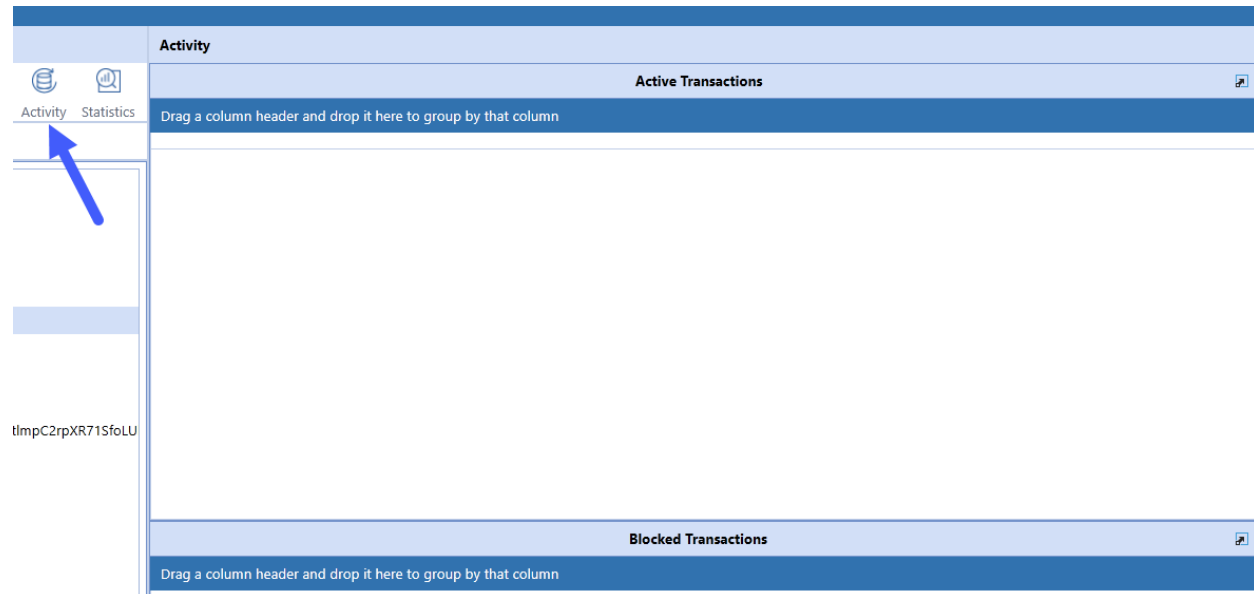 Activity
Activity Statistics
Active Transactions
Drag a column header and drop it here to group by that column
tlmpC2rpXR71SfoLU
Blocked Transactions
Drag a column header and drop it here to group by that column